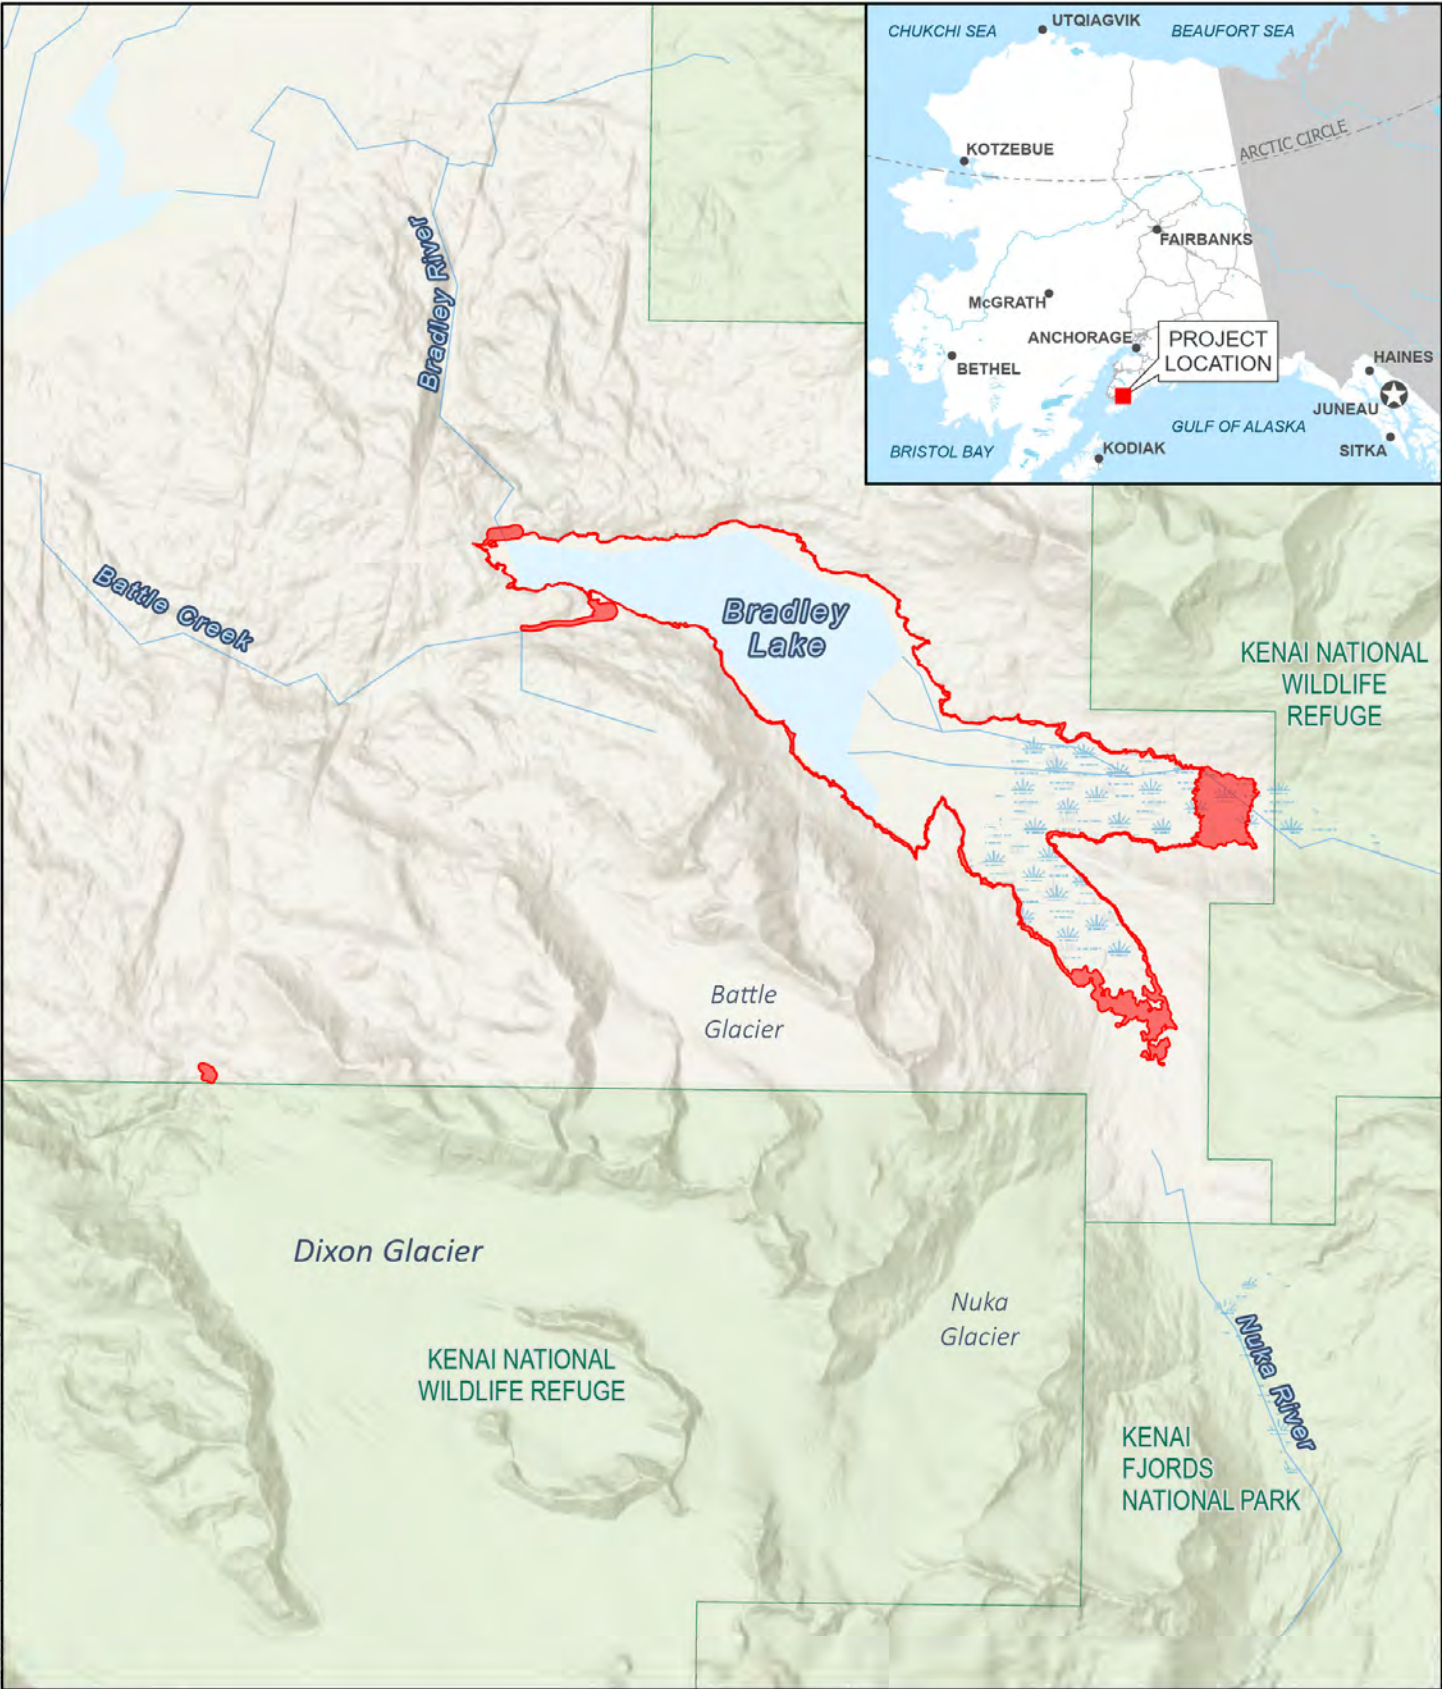 CHUKCHI SEA
UTQIAGVIK
BEAUFORT SEA
KOTZEBUE
ARCTIC CIRCLE
FAIRBANKS
McGRATH
ANCHORAGE
PROJECT
LOCATION
BETHEL
HAINES
JUNEAU
GULF OF ALASKA
SITKA
BRISTOL BAY
KODIAK
Bradley River
Battle Creek
Bradley
Lake
KENAI NATIONAL
WILDLIFE
REFUGE
Battle
Glacier
Dixon Glacier
Nuka
Glacier
KENAI NATIONAL
WILDLIFE REFUGE
Nuka River
KENAI
FJORDS
NATIONAL PARK